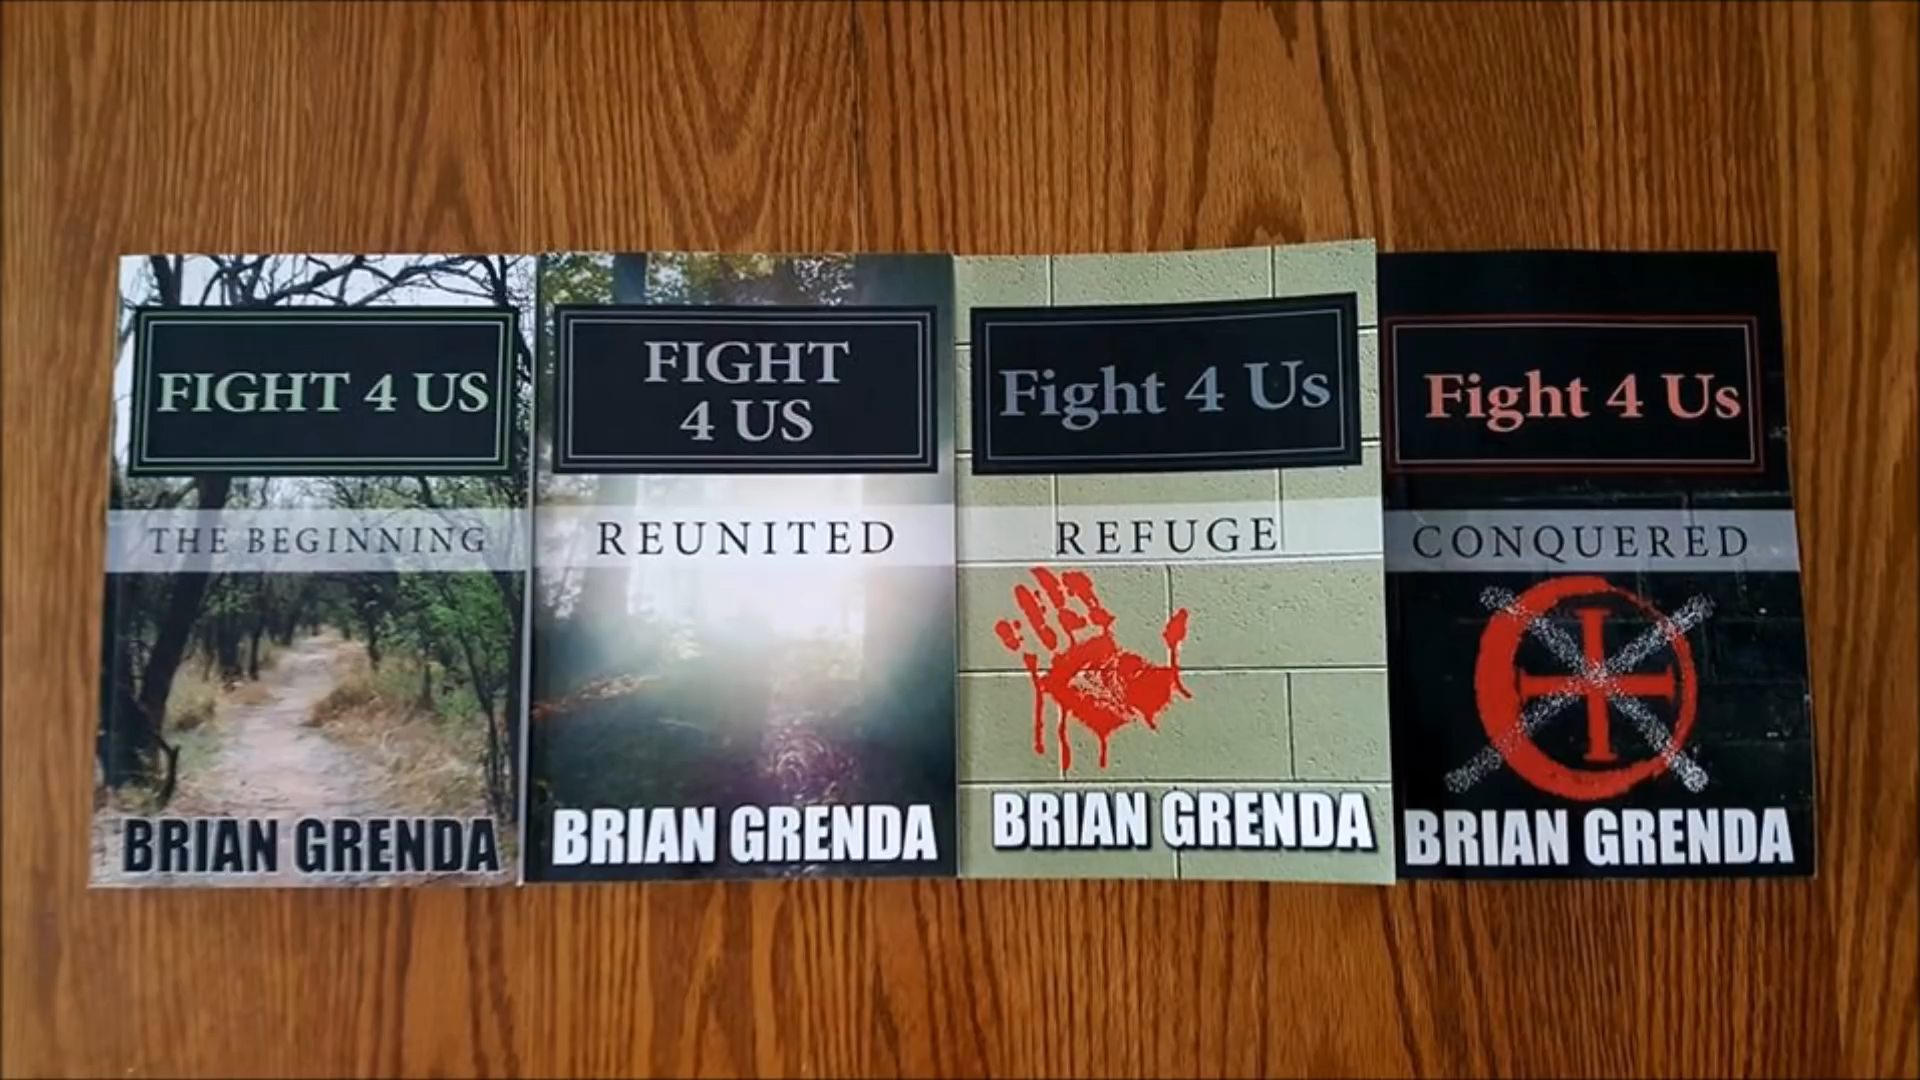 FIGHT 4 US
THE BEGINNING
BRIAN GRENDA
FIGHT
4 US
REUNITED
BRIAN GRENDA
Fight 4 Us
REFUGE
BRIAN GRENDA
Fight 4 Us
CONQUERED
BRIAN GRENDA